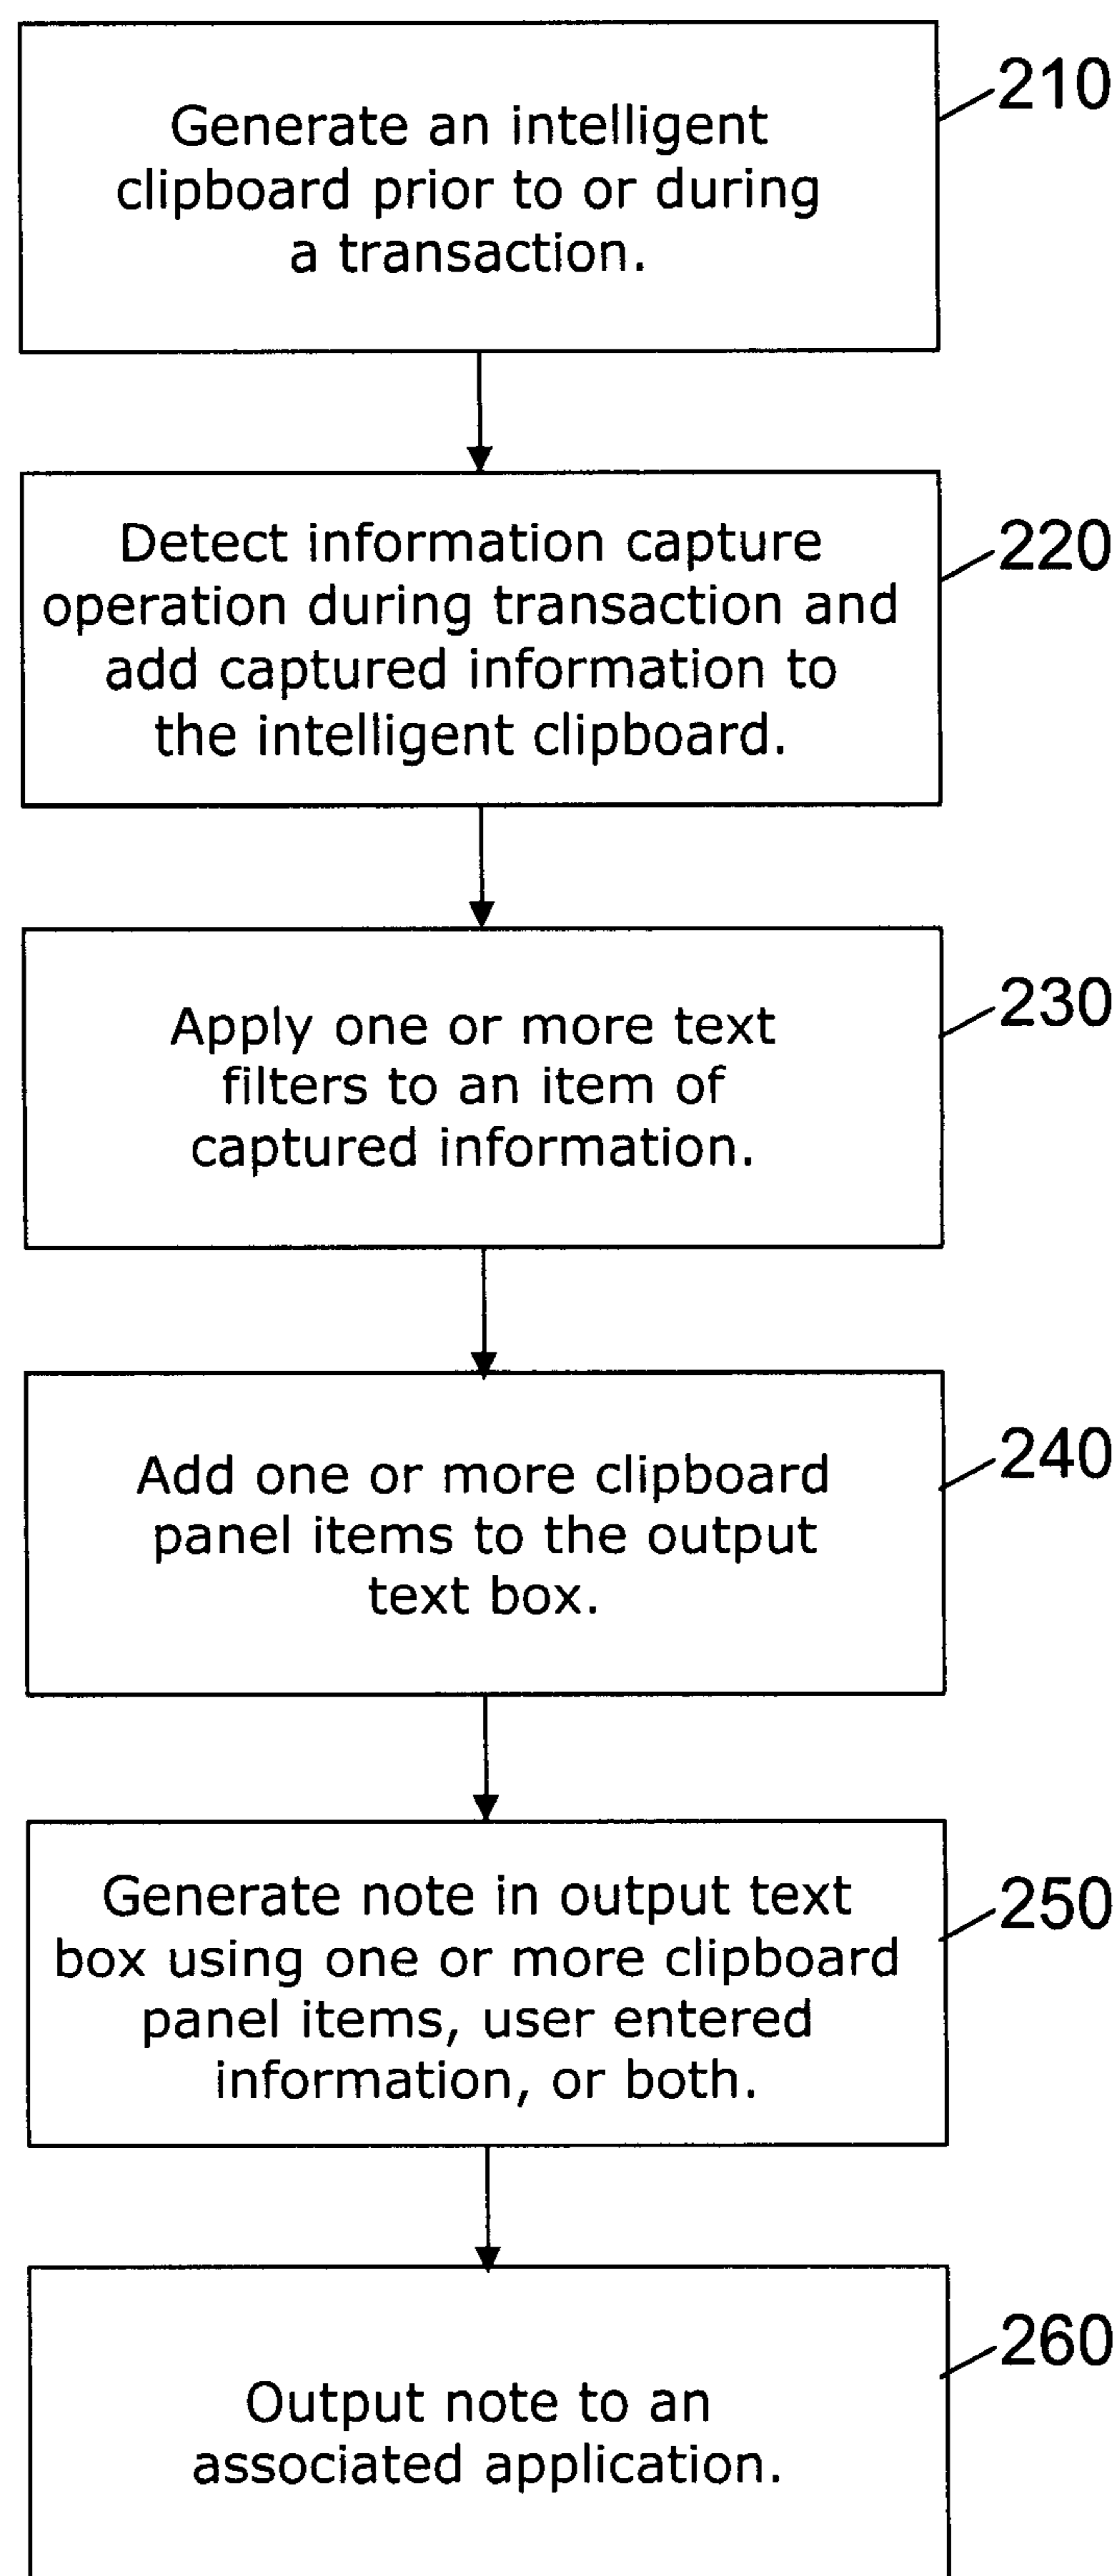 Generate an intelligent
clipboard prior to or during
a transaction.
210
Detect information capture
operation during transaction and
add captured information to
the intelligent clipboard.
220
Apply one or more text
filters to an item of
captured information.
230
Add one or more clipboard
panel items to the output
text box.
240
Generate note in output text
box using one or more clipboard
panel items, user entered
information, or both.
250
Output note to an
associated application.
260